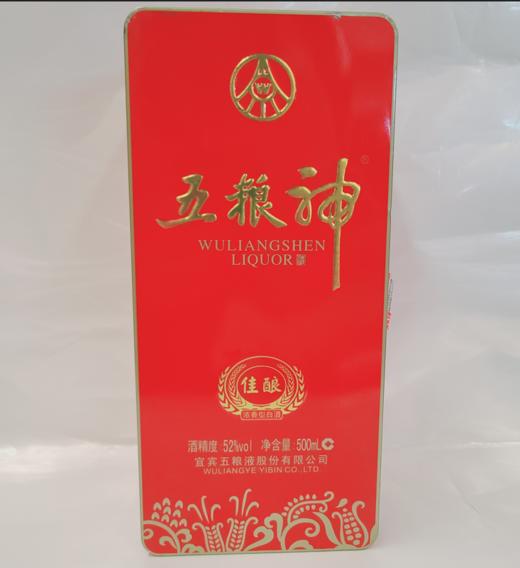 五粮神
®
WULIANGSHEN
LIQUOR
佳酿
浓香型白酒
酒精度:52%vol 净含量:500mL
宜宾五粮液股份有限公司
WULIANGYE YIBIN CO.,LTD